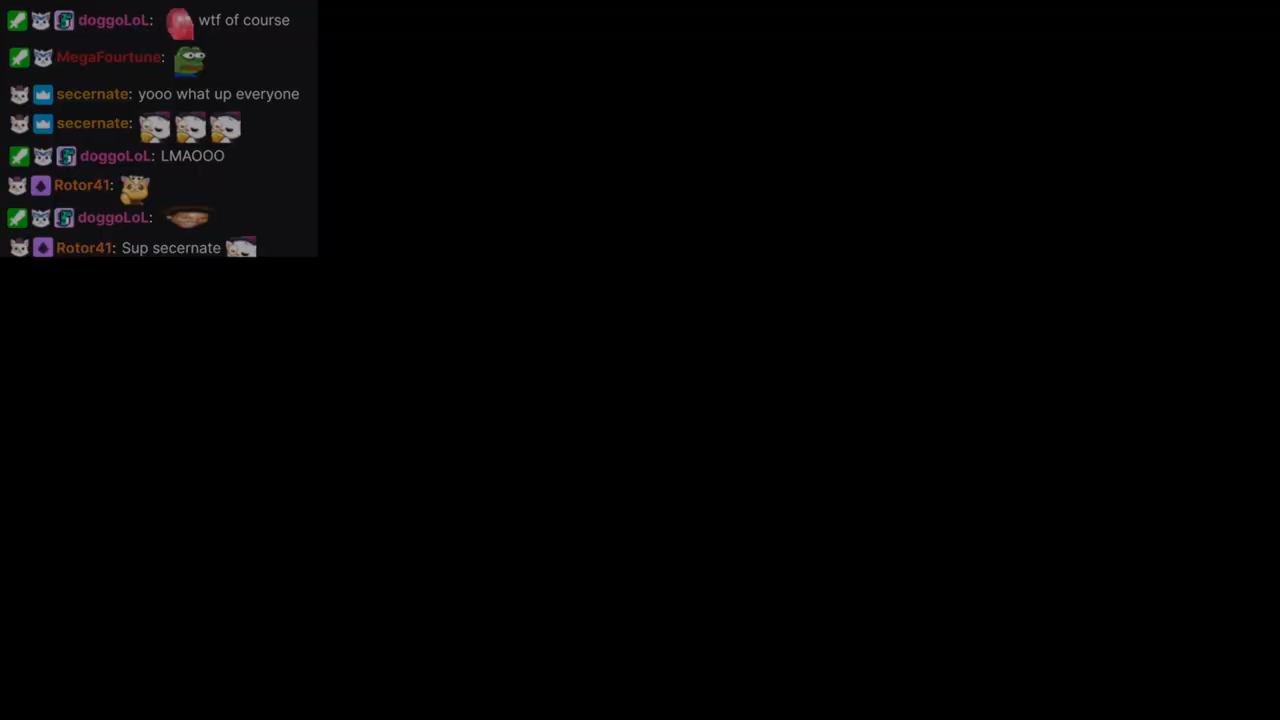 doggoLoL: wtf of course
MegaFourtune:
secernate: yooo what up everyone
secernate:
doggoLoL: LMAOOO
Rotor41:
doggoLoL:
Rotor41: Sup secernate